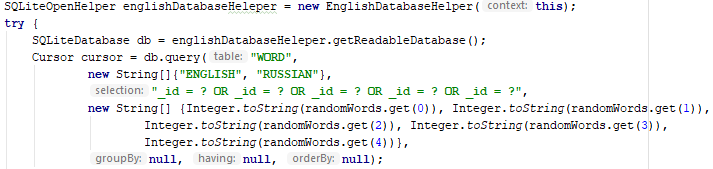 SQLiteOpenHelper englishDatabaseHeleper = new EnglishDatabaseHelper( context: this);
try {
SQLiteDatabase db = englishDatabaseHeleper.getReadableDatabase();
Cursor cursor = db.query( table: "WORD",
new String[]{"ENGLISH", "RUSSIAN"},
selection: "_id = ? OR _id = ? OR _id = ? OR _id = ? OR _id = ?",
new String[] {Integer.toString(randomWords.get(0)), Integer.toString(randomWords.get(1)),
Integer.toString(randomWords.get(2)), Integer.toString(randomWords.get(3)),
Integer.toString(randomWords.get(4))},
groupBy: null, having: null, orderBy: null);